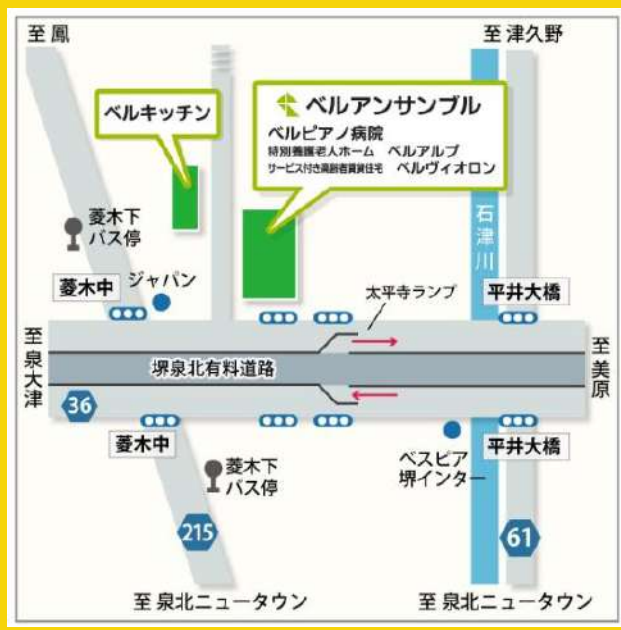 至 鳳
至 津久野
ベルキッチン
ベルアンサンブル
ベルピアノ病院
特別養護老人ホーム ベルアルプ
サービス付き高齢者賃貸住宅 ベルヴィオロン
菱木下
バス停
石津川
菱木中
ジャパン
太平寺ランプ
平井大橋
至泉大津
堺泉北有料道路
至美原
36
菱木中
菱木下
バス停
ベスピア
堺インター
平井大橋
215
61
至 泉北ニュータウン
至 泉北ニュータウン